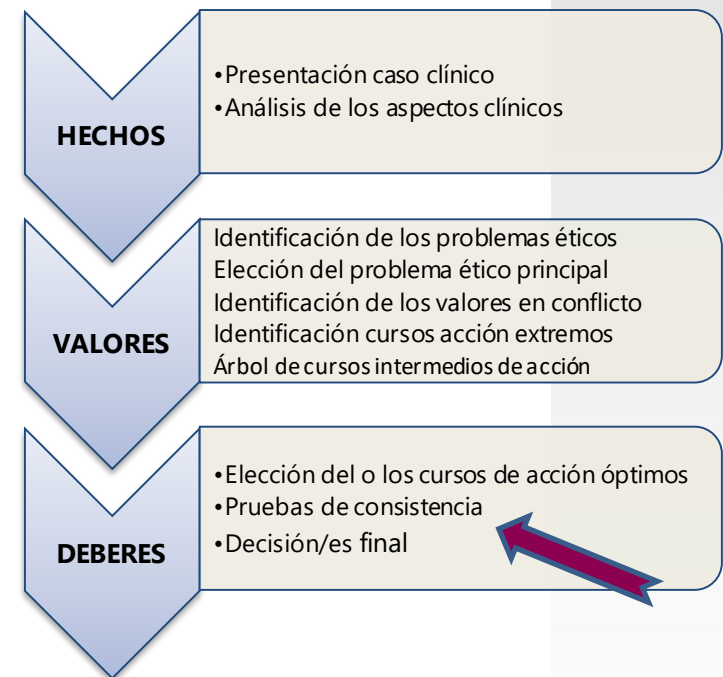 HECHOS
•Presentación caso clínico
•Análisis de los aspectos clínicos
VALORES
Identificación de los problemas éticos
Elección del problema ético principal
Identificación de los valores en conflicto
Identificación cursos acción extremos
Árbol de cursos intermedios de acción
DEBERES
•Elección del o los cursos de acción óptimos
•Pruebas de consistencia
•Decisión/es final